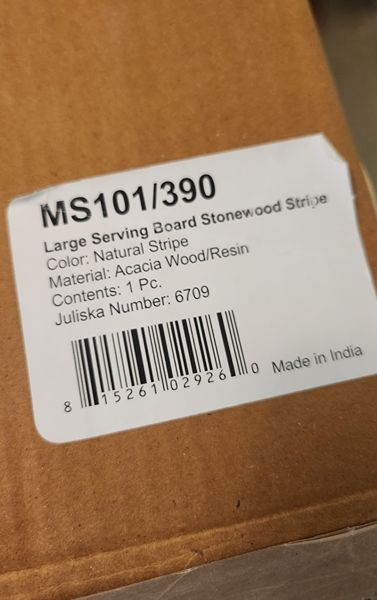 MS101/390
Large Serving Board Stonewood Stripe
Color: Natural Stripe
Material: Acacia Wood/Resin
Contents: 1 Pc.
Juliska Number: 6709
8 15261 02926 0 Made in India